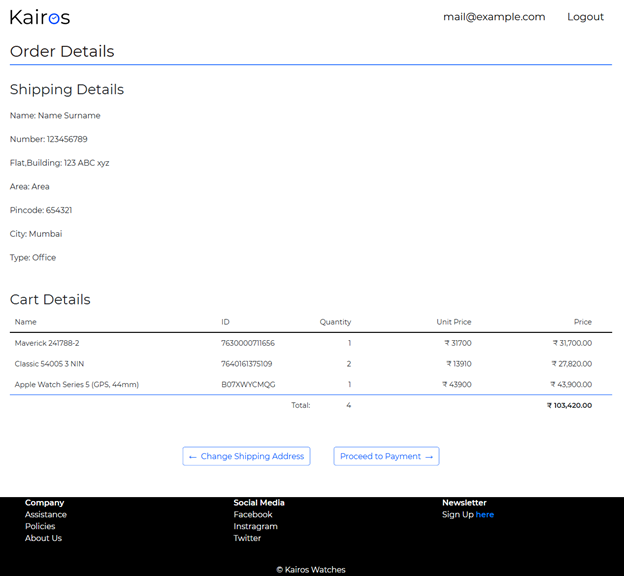 Kairos mail@example.com Logout
Order Details
Shipping Details
Name: Name Surname
Number: 123456789
Flat,Building: 123 ABC xyz
Area: Area
Pincode: 654321
City: Mumbai
Type: Office
Cart Details
Name ID Quantity Unit Price Price
Maverick 241788-2 7630000711656 1 ₹ 31700 ₹ 31,700.00
Classic 54005 3 NIN 7640161375109 2 ₹ 13910 ₹ 27,820.00
Apple Watch Series 5 (GPS, 44mm) B07XWYCMQG 1 ₹ 43900 ₹ 43,900.00
Total: 4 ₹ 103,420.00
← Change Shipping Address Proceed to Payment →
Company Social Media Newsletter
Assistance Facebook Sign Up here
Policies Instragram
About Us Twitter
© Kairos Watches